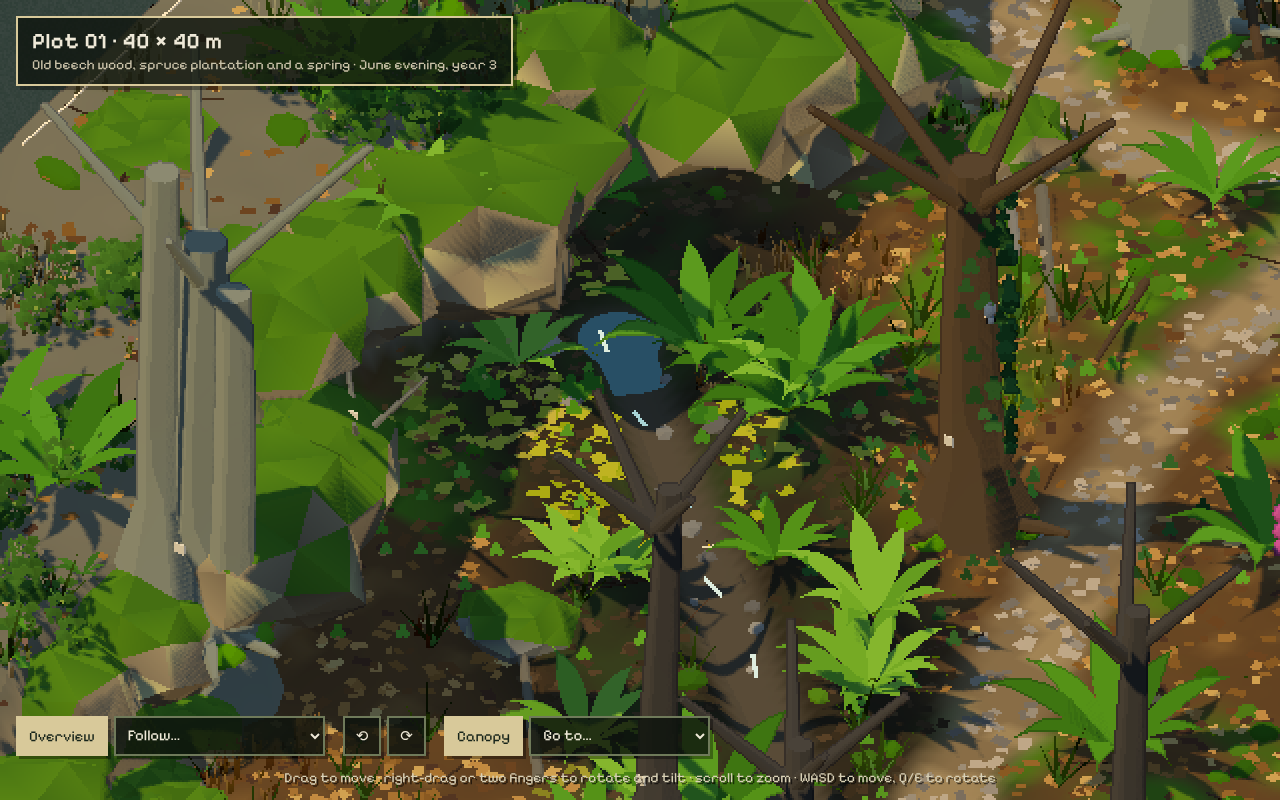 Plot 01 · 40 × 40 m
Old beech wood, spruce plantation and a spring · June evening, year 3
Overview
Follow...
⟲
⟳
Canopy
Go to...
Drag to move, right-drag or two fingers to rotate and tilt · scroll to zoom · WASD to move, Q/E to rotate